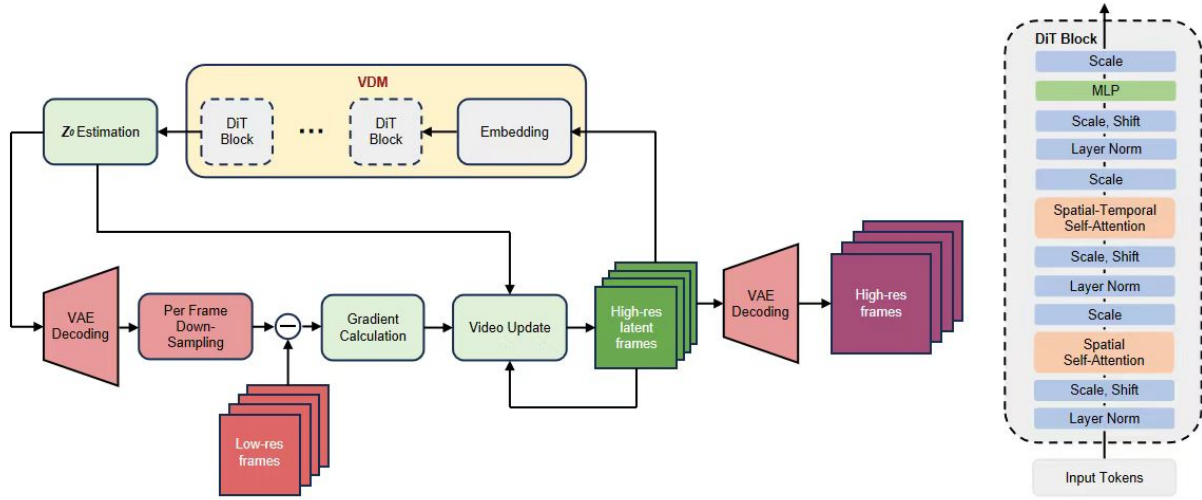 VDM
Z₀ Estimation
DiT
Block
...
DiT
Block
Embedding
VAE
Decoding
Per Frame
Down-
Sampling
Gradient
Calculation
Video Update
High-res
latent
frames
VAE
Decoding
High-res
frames
Low-res
frames
DiT Block
Scale
MLP
Scale, Shift
Layer Norm
Scale
Spatial-Temporal
Self-Attention
Scale, Shift
Layer Norm
Scale
Spatial
Self-Attention
Scale, Shift
Layer Norm
Input Tokens